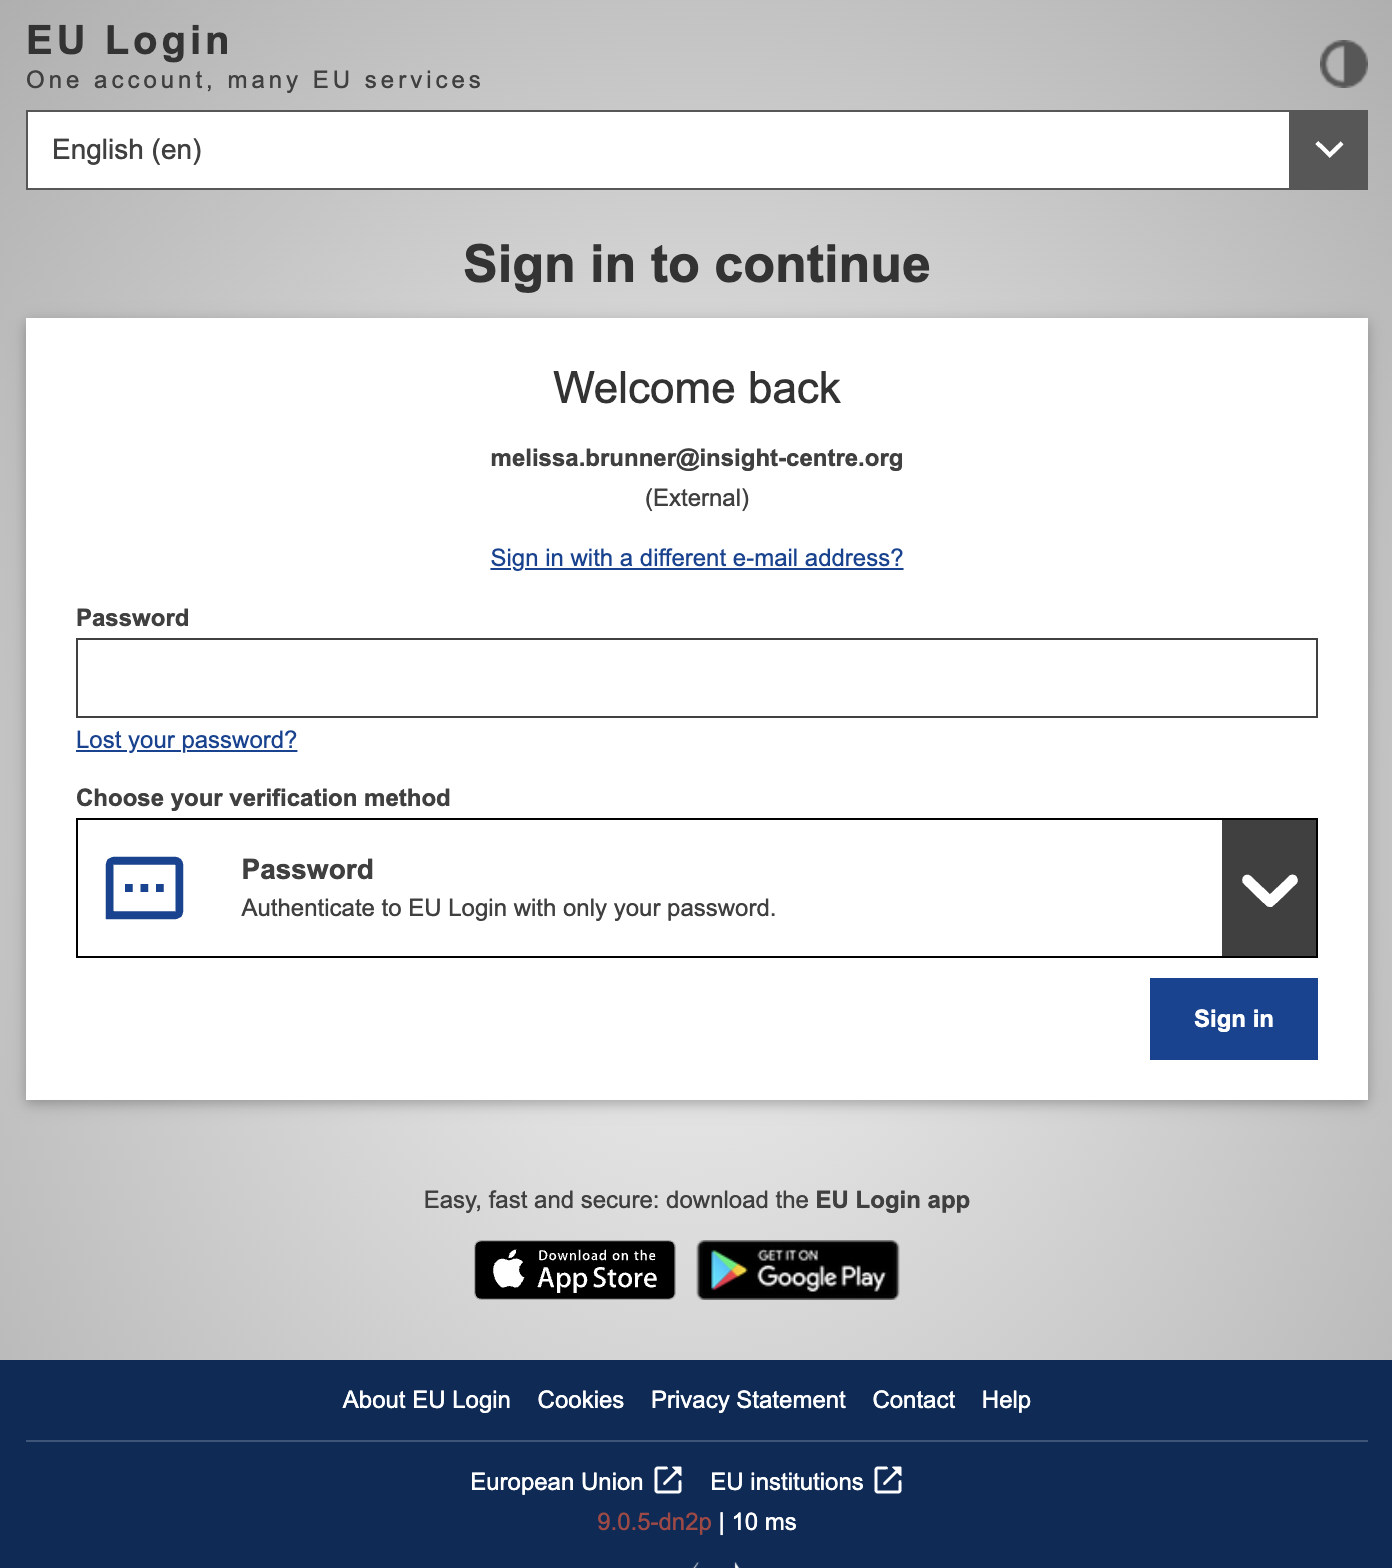 EU Login
One account, many EU services
English (en)
Sign in to continue
Welcome back
melissa.brunner@insight-centre.org
(External)
Sign in with a different e-mail address?
Password
Lost your password?
Choose your verification method
Password
Authenticate to EU Login with only your password.
Sign in
Easy, fast and secure: download the EU Login app
Download on the
App Store
GET IT ON
Google Play
About EU Login Cookies Privacy Statement Contact Help
European Union EU institutions
9.0.5-dn2p | 10 ms